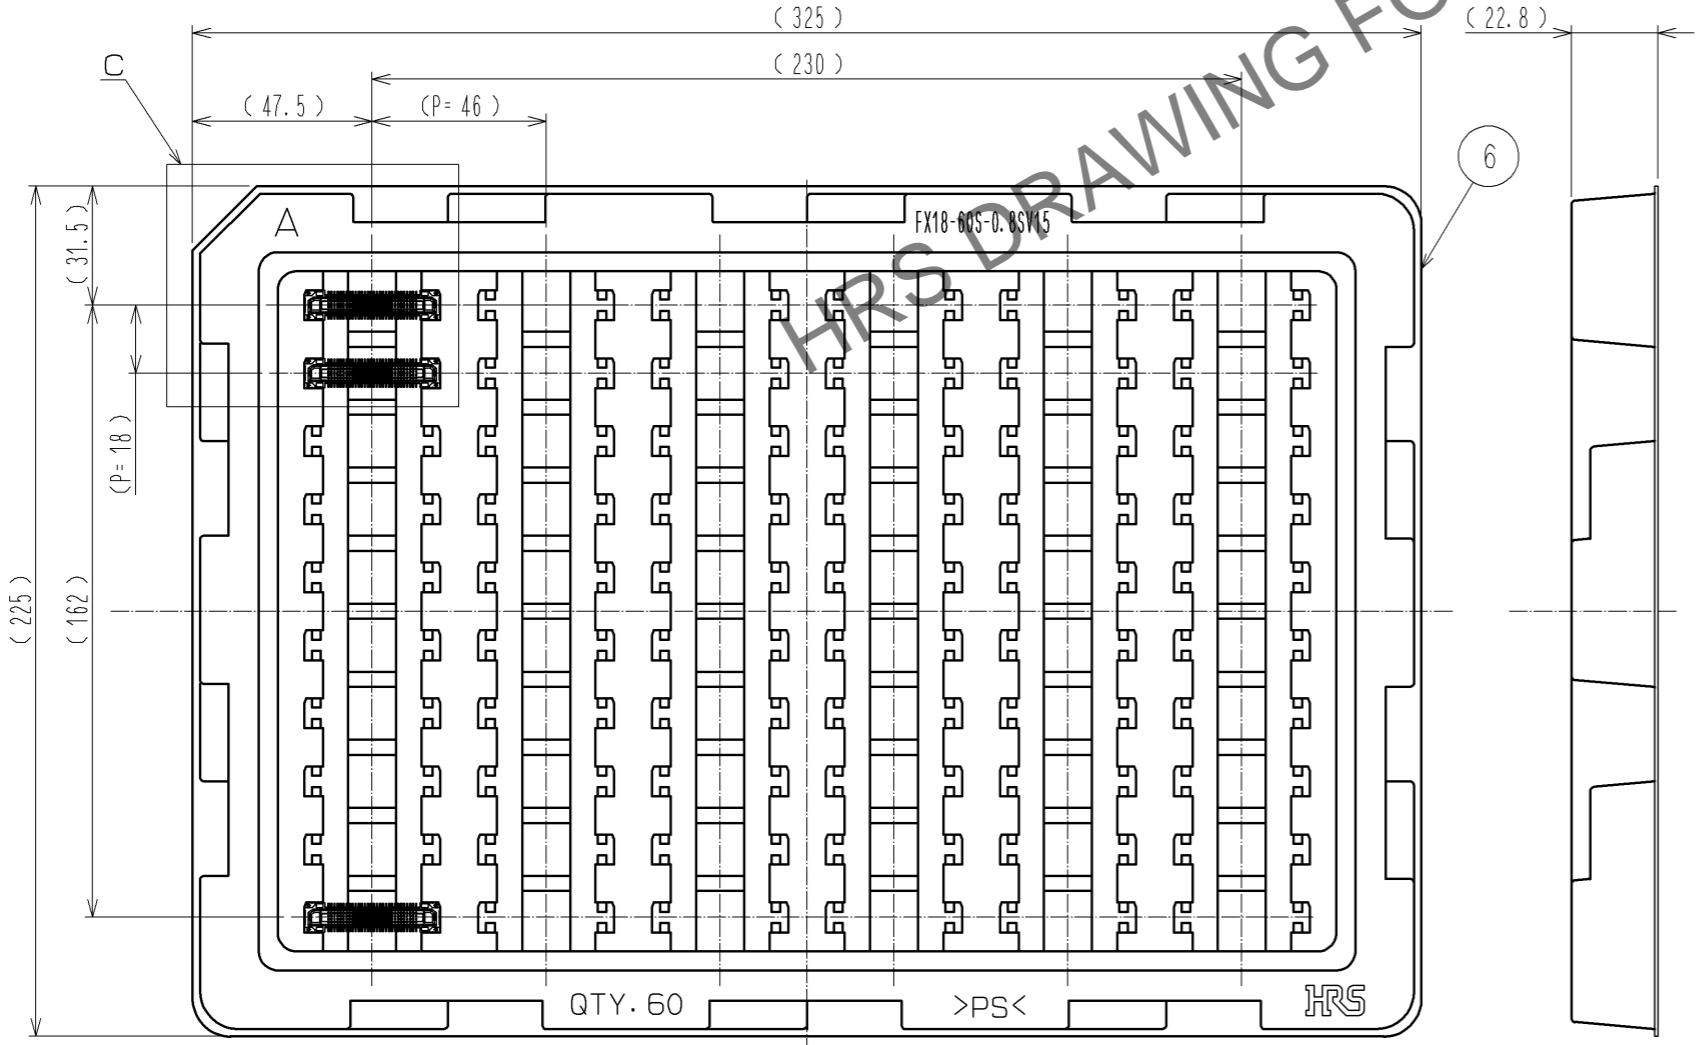 ( 325 )
( 22.8 )
( 230 )
C
( 47.5 )
(P= 46 )
HRS DRAWING FO
6
A
FX18-60S-0.8SV15
( 31.5 )
(P= 18 )
( 162 )
( 225 )
QTY. 60
>PS<
HRS